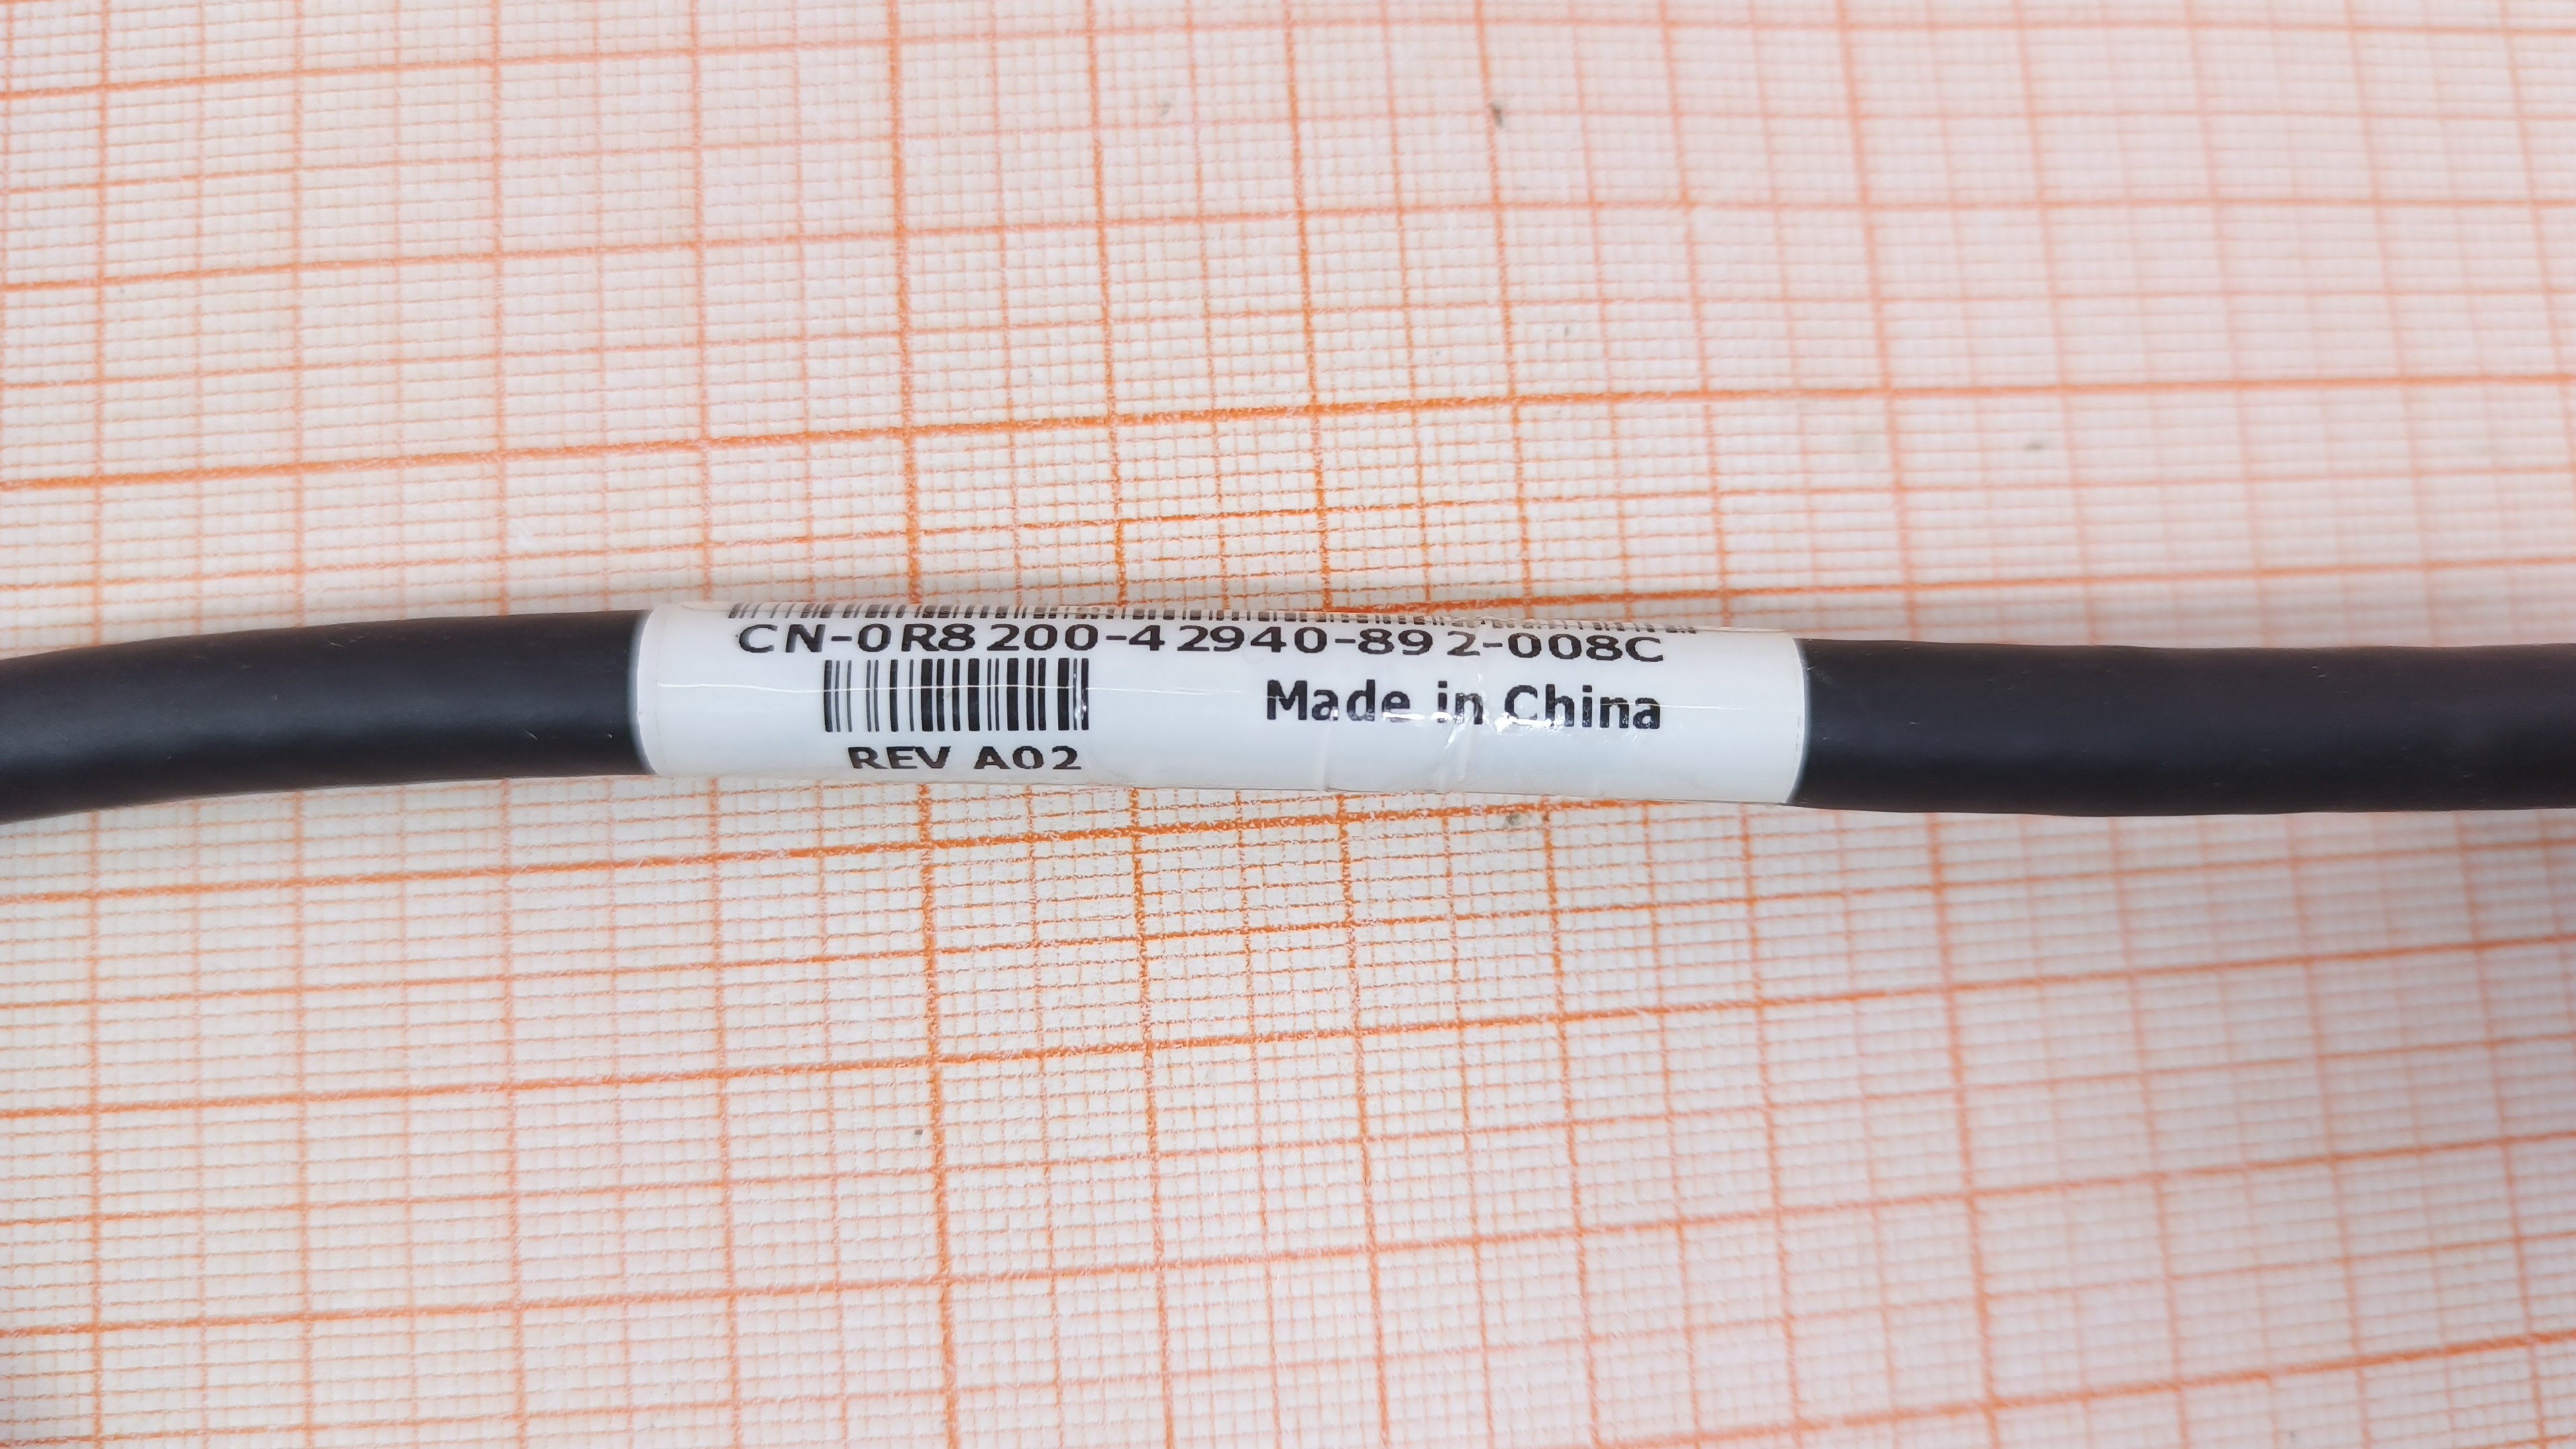 CN-0R8200-42940-892-008C
Made in China
REV A02